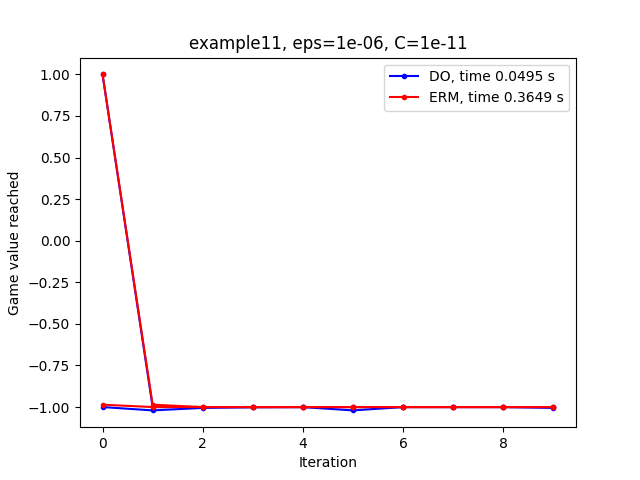 example11, eps=1e-06, C=1e-11
DO, time 0.0495 s
ERM, time 0.3649 s
Game value reached
1.00
0.75
0.50
0.25
0.00
−0.25
−0.50
−0.75
−1.00
0 2 4 6 8
Iteration